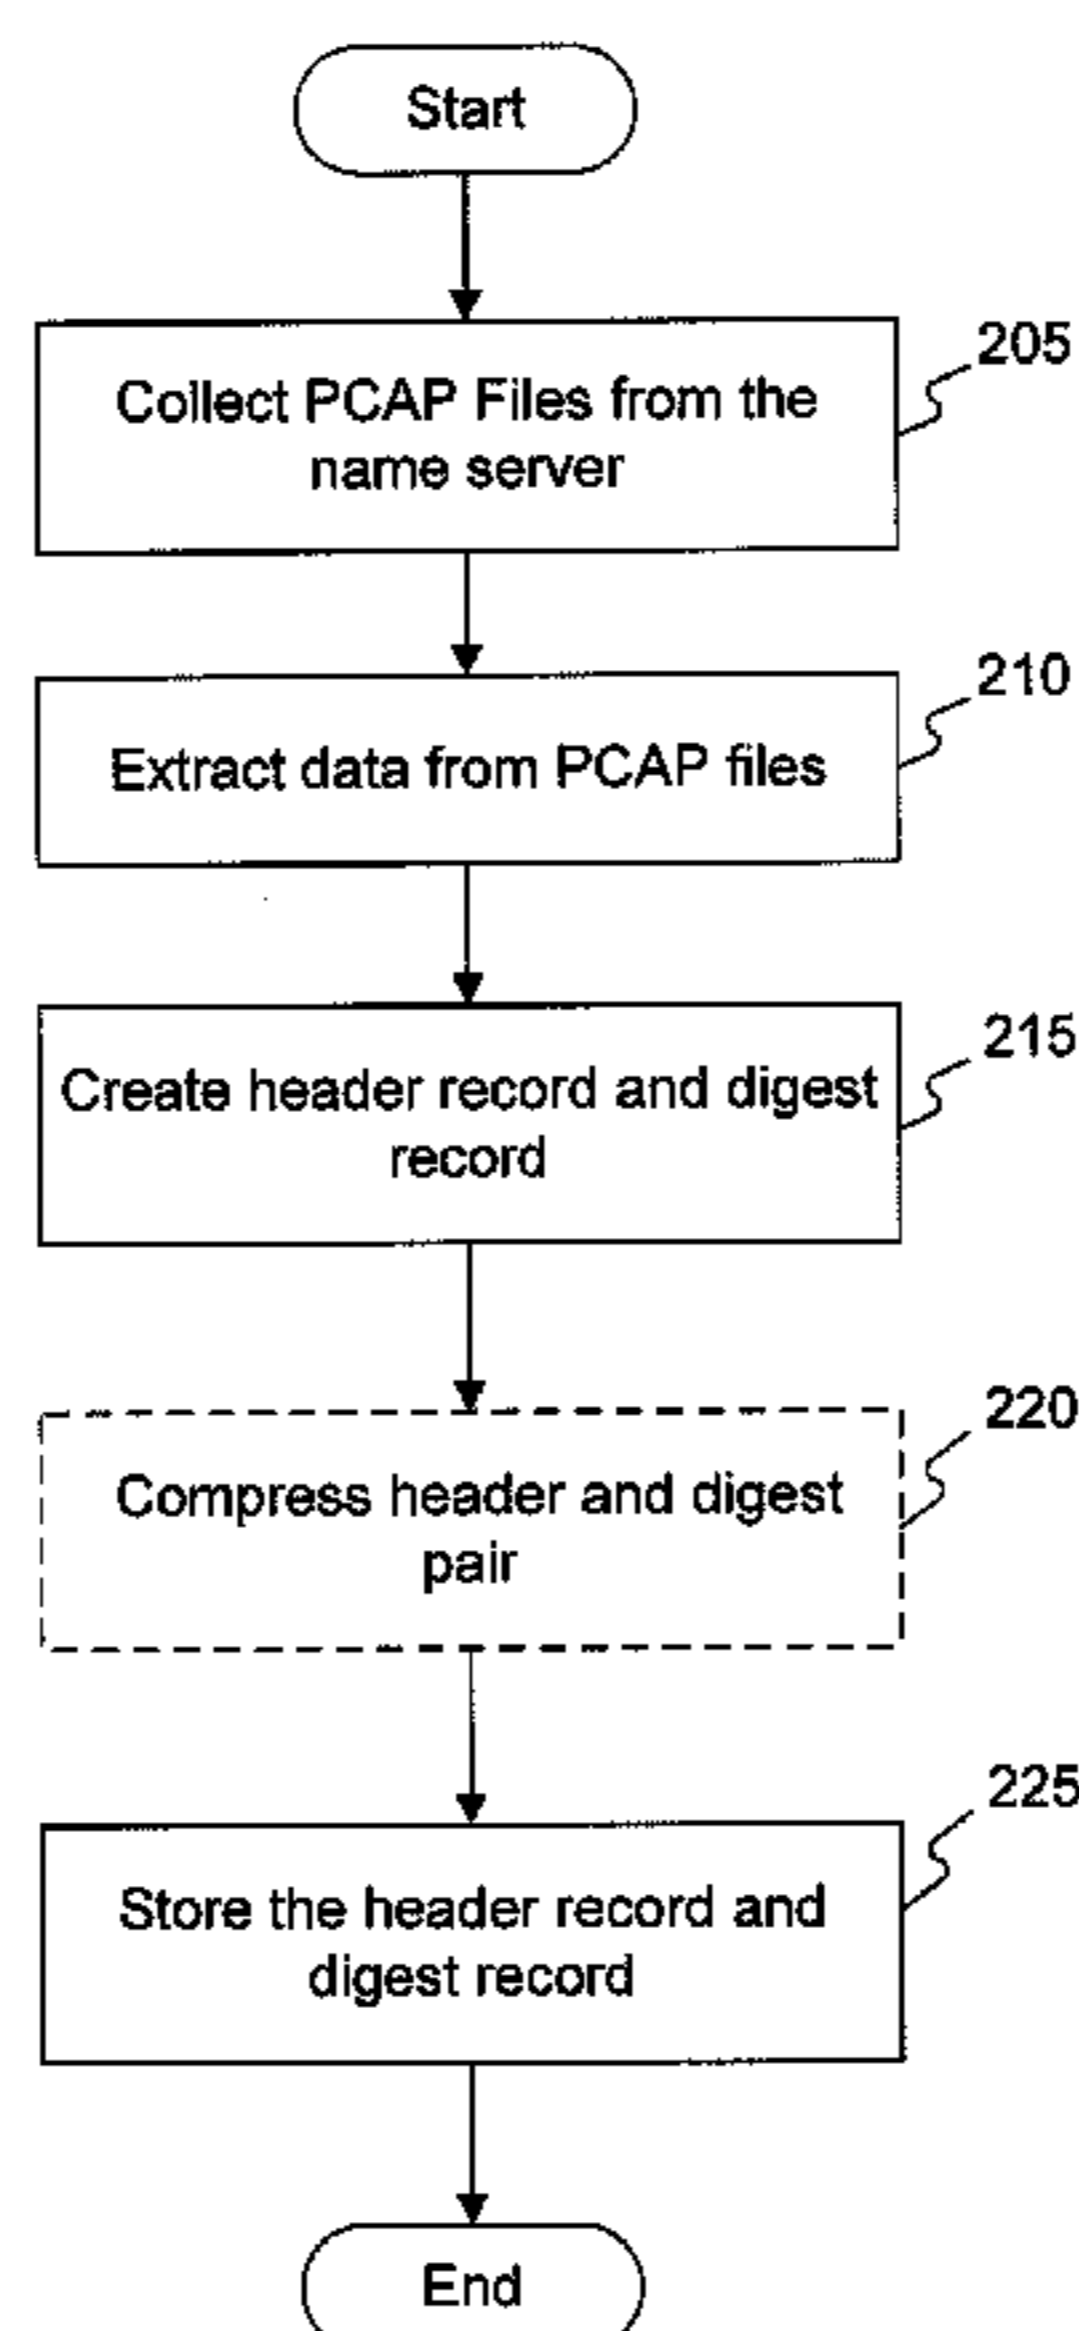 Start
205
Collect PCAP Files from the
name server
210
Extract data from PCAP files
215
Create header record and digest
record
220
Compress header and digest
pair
225
Store the header record and
digest record
End